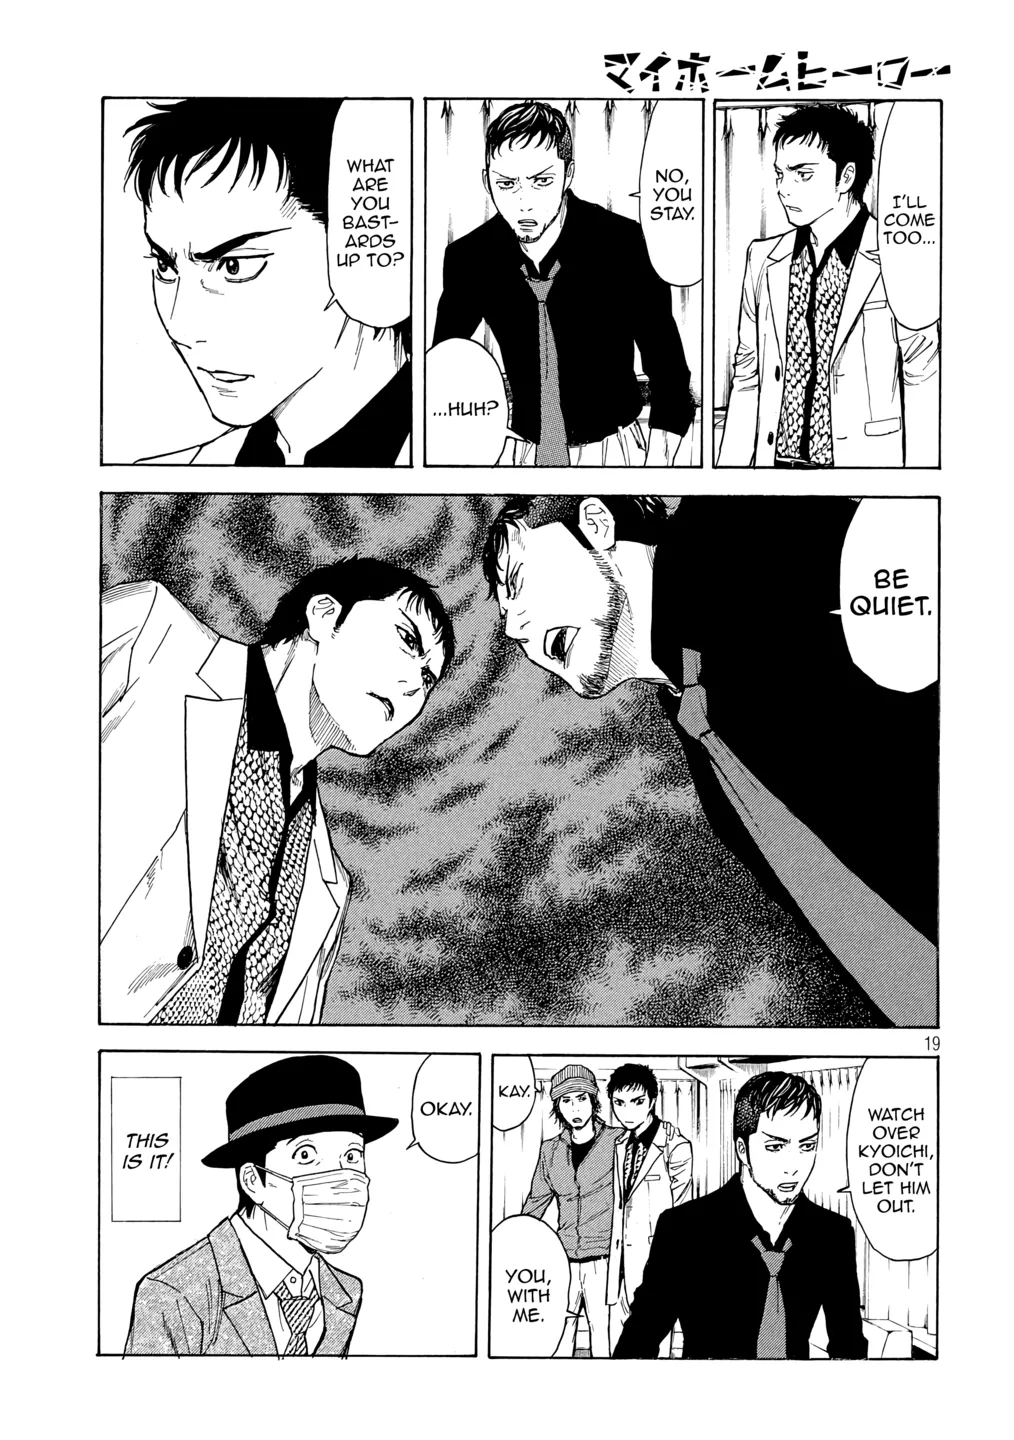 マイホームヒーロー
I'LL
COME
TOO...
NO,
YOU
STAY.
...HUH?
WHAT
ARE
YOU
BAST-
ARDS
UP TO?
BE
QUIET.
19
WATCH
OVER
KYOICHI,
DON'T
LET HIM
OUT.
KAY.
YOU,
WITH
ME.
OKAY.
THIS
IS IT!